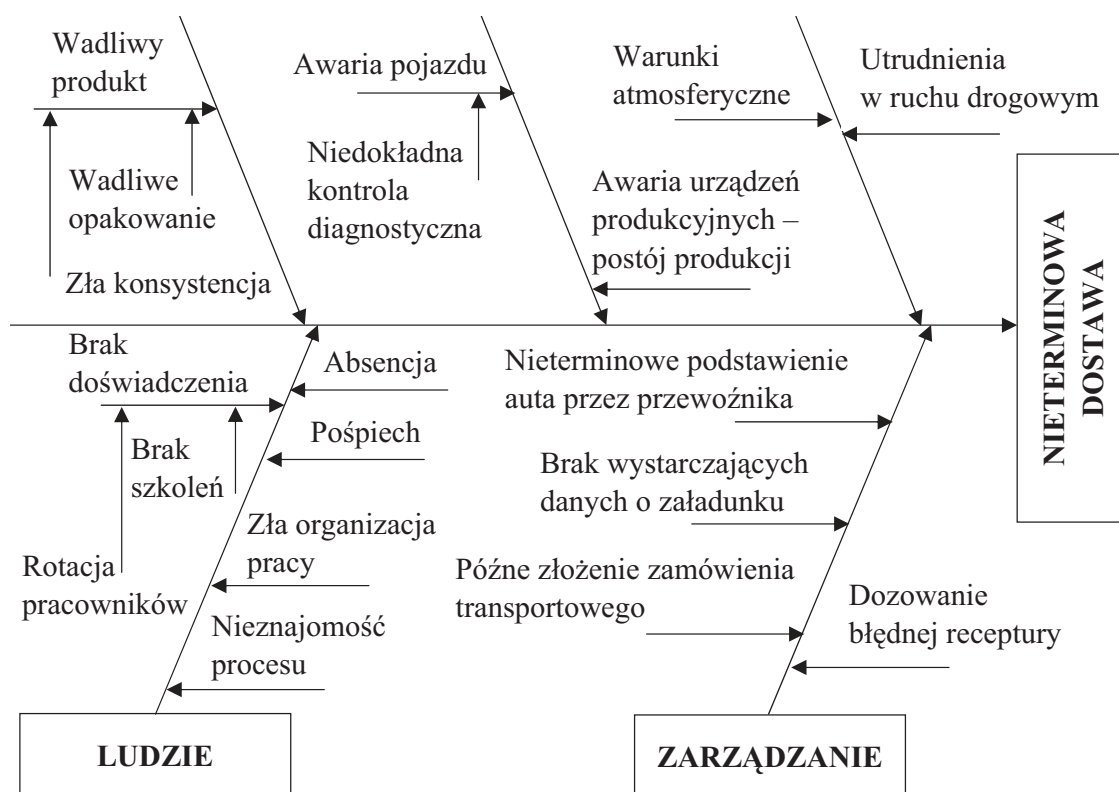 Wadliwy
produkt
Wadliwe
opakowanie
Zła konsystencja
Awaria pojazdu
Niedokładna
kontrola
diagnostyczna
Awaria urządzeń
produkcyjnych –
postój produkcji
Warunki
atmosferyczne
Utrudnienia
w ruchu drogowym
NIETERMINOWA
DOSTAWA
Brak
doświadczenia
Brak
szkoleń
Rotacja
pracowników
Absencja
Pośpiech
Zła organizacja
pracy
Nieznajomość
procesu
LUDZIE
Nieterminowe podstawienie
auta przez przewoźnika
Brak wystarczających
danych o załadunku
Późne złożenie zamówienia
transportowego
Dozowanie
błędnej receptury
ZARZĄDZANIE